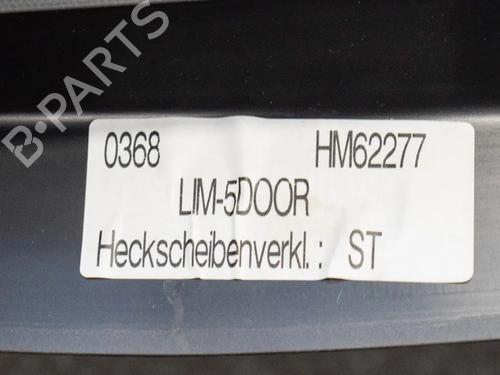 B-PARTS
0368 HM62277
LIM-5DOOR
Heckscheibenverkl. : ST